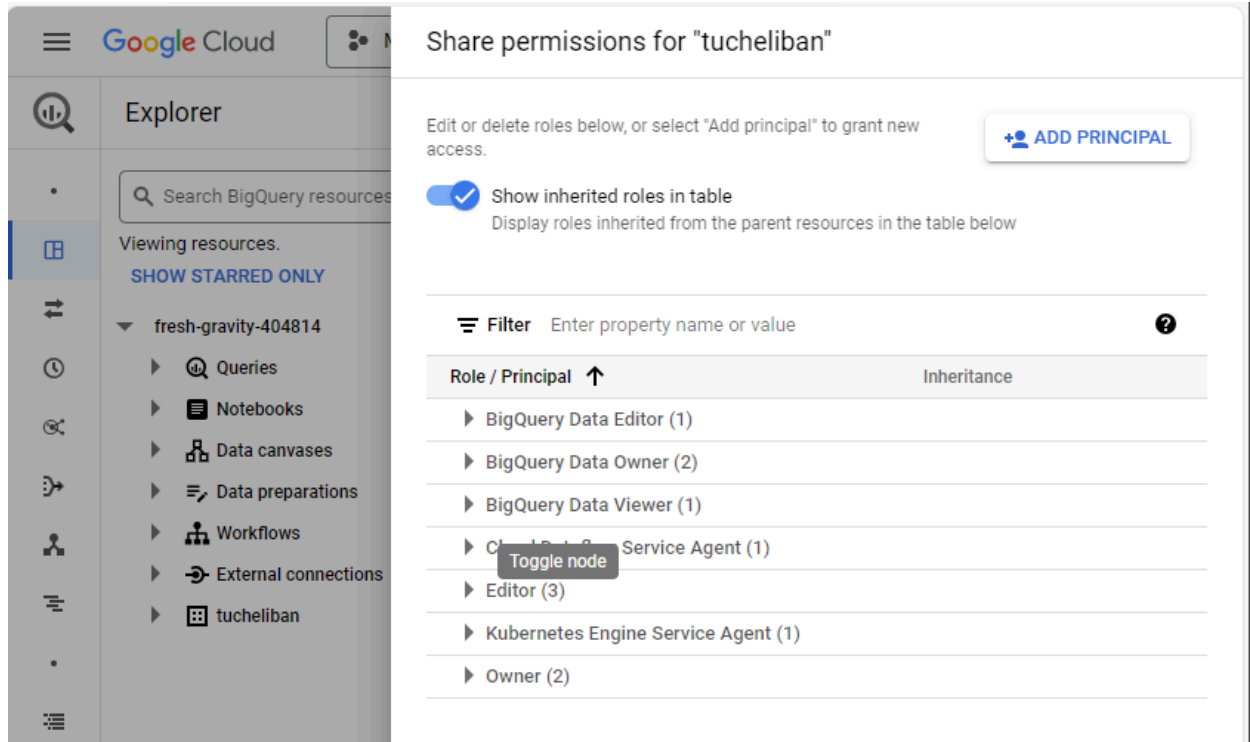 Google Cloud
Share permissions for "tucheliban"
Explorer
Search BigQuery resources
Viewing resources.
SHOW STARRED ONLY
fresh-gravity-404814
Queries
Notebooks
Data canvases
Data preparations
Workflows
External connections
tucheliban
Edit or delete roles below, or select "Add principal" to grant new
access.
ADD PRINCIPAL
Show inherited roles in table
Display roles inherited from the parent resources in the table below
Filter Enter property name or value
Role / Principal Inheritance
BigQuery Data Editor (1)
BigQuery Data Owner (2)
BigQuery Data Viewer (1)
Service Agent (1)
Toggle node
Editor (3)
Kubernetes Engine Service Agent (1)
Owner (2)